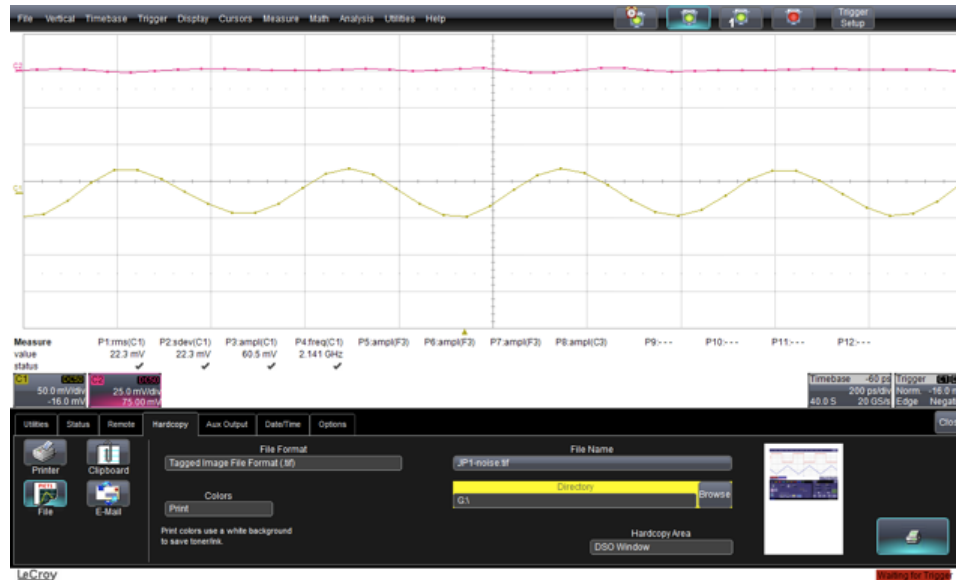 File Vertical Timebase Trigger Display Cursors Measure Math Analysis Utilities Help
1
Trigger
Setup
C2
Measure P1:rms(C1) P2:sdev(C1) P3:ampl(C1) P4:freq(C1) P5:ampl(F3) P6:ampl(F3) P7:ampl(F3) P8:ampl(C3) P9:--- P10:--- P11:--- P12:---
value 22.3 mV 22.3 mV 60.5 mV 2.141 GHz
status
C1 DC50 C2 DC50 Timebase -60 ps Trigger
50.0 mV/div 25.0 mV/div 200 ps/div Norm. -16.0 m
-16.0 mV 75.00 mV 40.0 S 20 GS/s Edge Negat
Utilities Status Remote Hardcopy Aux Output Date/Time Options Clos
File Format File Name
Printer Clipboard Tagged Image File Format (.tif) JP1-noise.tif
Colors Directory
File E-Mail Print G:\ Browse
Print colors use a white background
to save toner/ink.
Hardcopy Area
DSO Window
LeCroy Waiting for Trigger